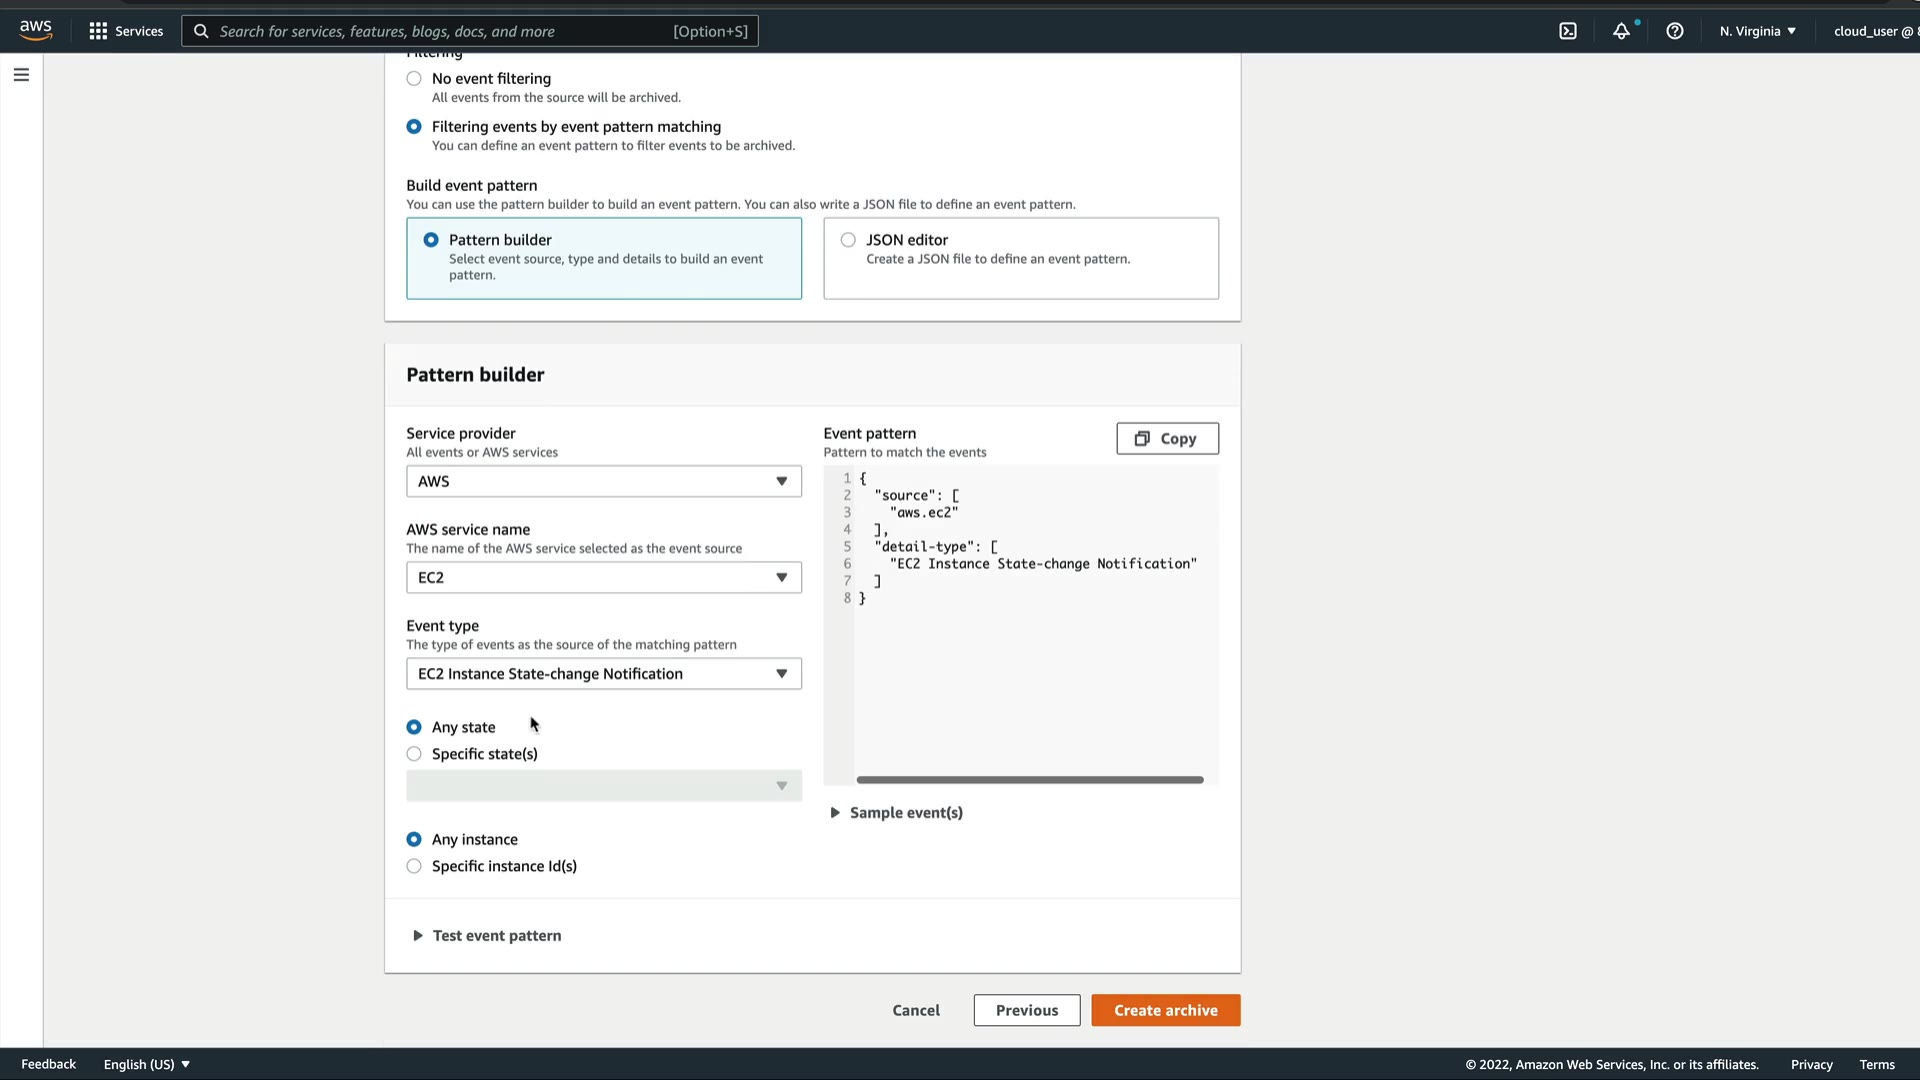 aws
Services
Search for services, features, blogs, docs, and more
[Option+S]
N. Virginia
cloud_user @
Filtering
No event filtering
All events from the source will be archived.
Filtering events by event pattern matching
You can define an event pattern to filter events to be archived.
Build event pattern
You can use the pattern builder to build an event pattern. You can also write a JSON file to define an event pattern.
Pattern builder
Select event source, type and details to build an event
pattern.
JSON editor
Create a JSON file to define an event pattern.
Pattern builder
Service provider
All events or AWS services
AWS
AWS service name
The name of the AWS service selected as the event source
EC2
Event type
The type of events as the source of the matching pattern
EC2 Instance State-change Notification
Any state
Specific state(s)
Any instance
Specific instance Id(s)
Event pattern
Pattern to match the events
Copy
1 {
2 "source": [
3 "aws.ec2"
4 ],
5 "detail-type": [
6 "EC2 Instance State-change Notification"
7 ]
8 }
Sample event(s)
Test event pattern
Cancel
Previous
Create archive
Feedback
English (US)
© 2022, Amazon Web Services, Inc. or its affiliates.
Privacy
Terms